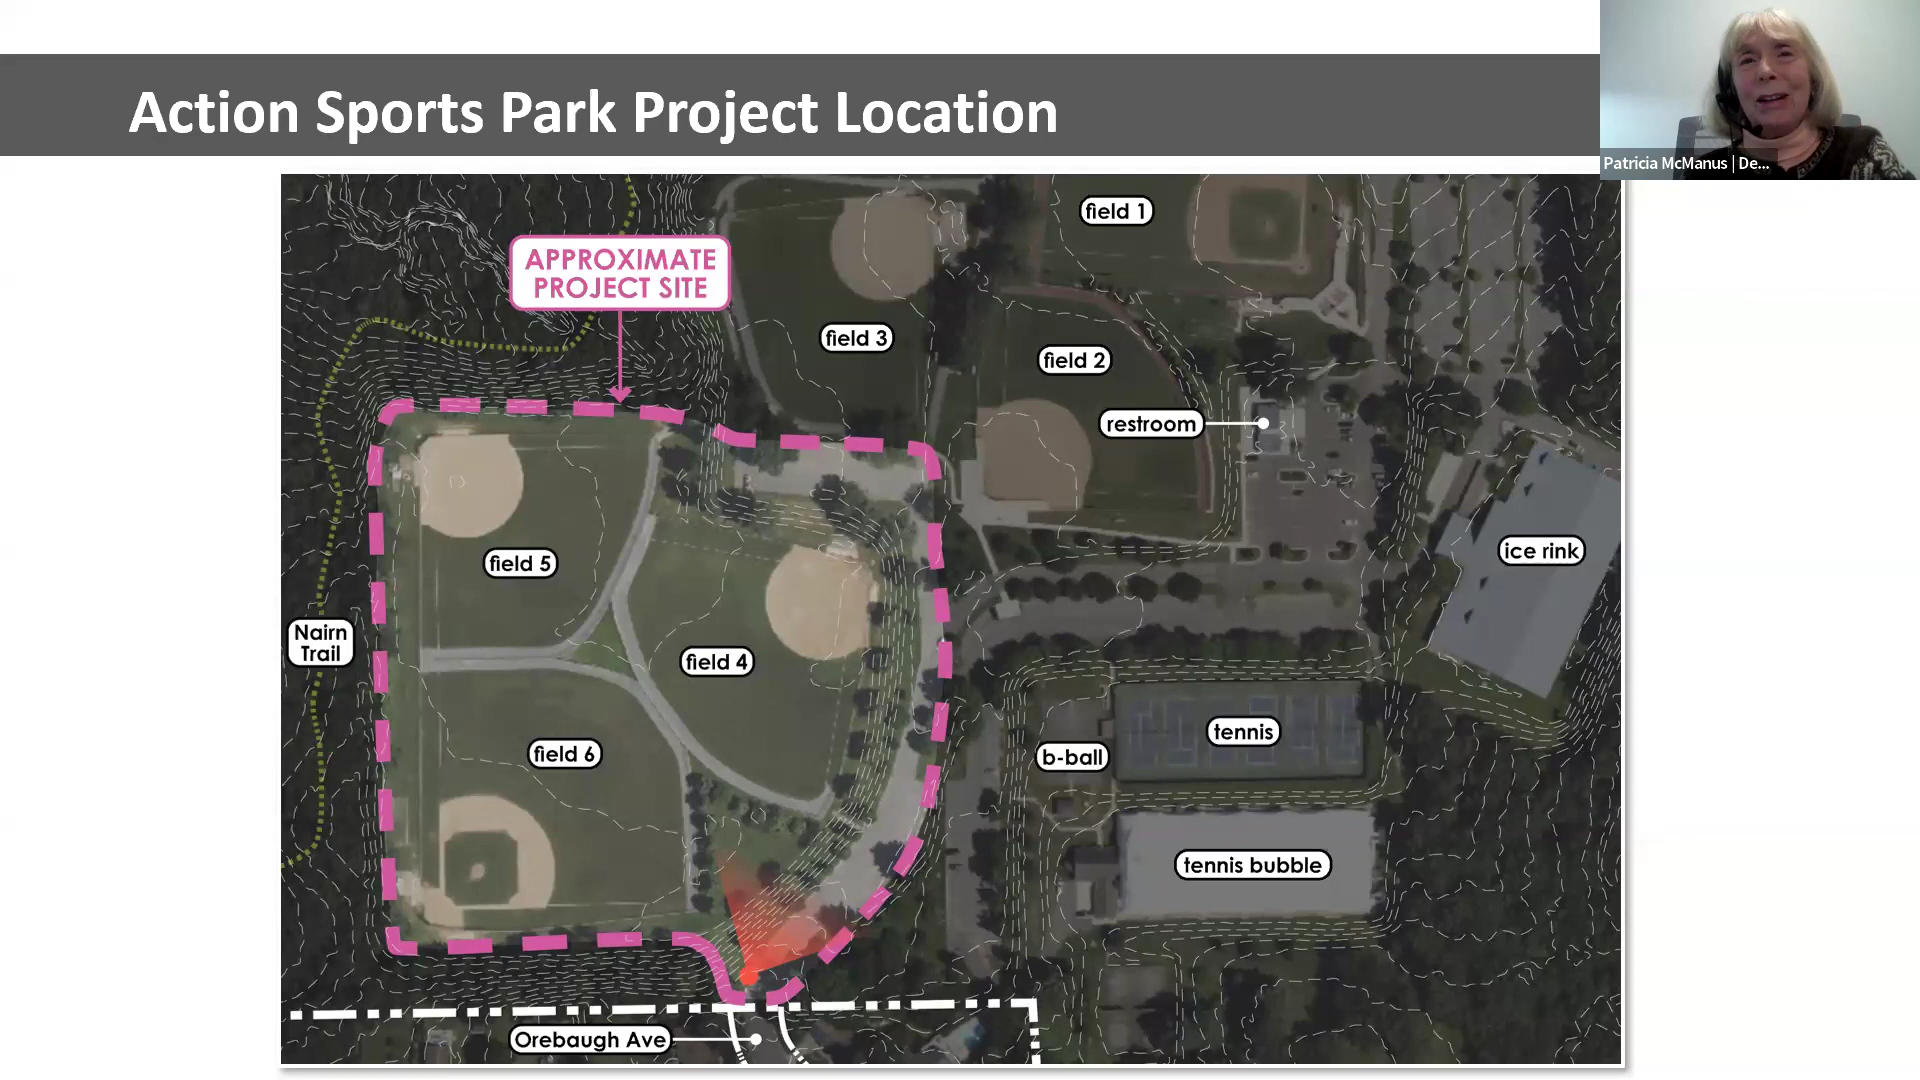 Action Sports Park Project Location
Patricia McManus | De...
APPROXIMATE
PROJECT SITE
field 1
field 3
field 2
restroom
ice rink
field 5
Nairn
Trail
field 4
tennis
field 6
b-ball
tennis bubble
Orebaugh Ave